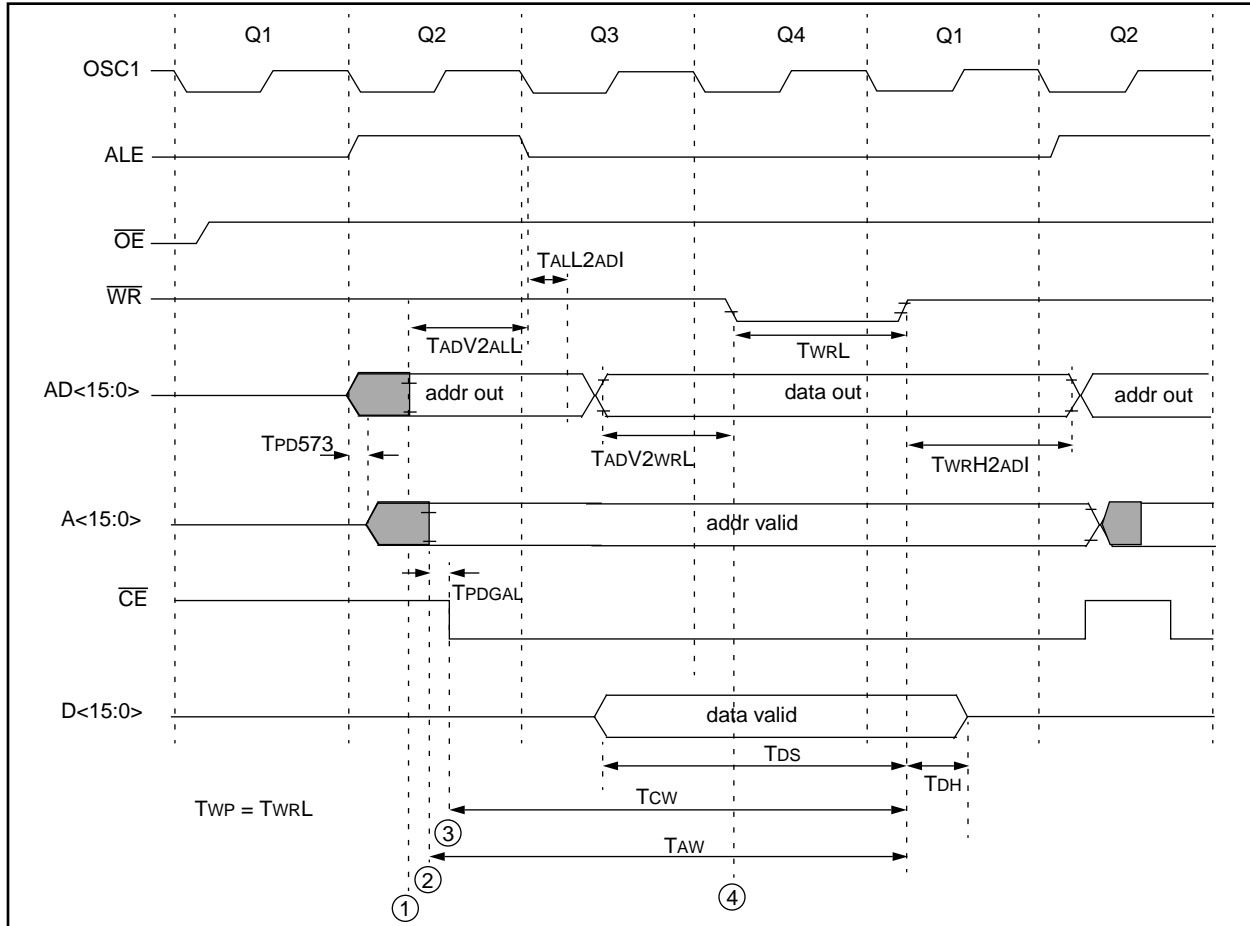 Q1 Q2 Q3 Q4 Q1 Q2
OSC1
ALE
OE
TALL2ADI
WR
TADV2ALL
TWRL
AD<15:0>
addr out
data out
addr out
TPD573
TADV2WRL
TWRH2ADI
A<15:0>
addr valid
TPDGAL
CE
D<15:0>
data valid
TDS
TDH
TWP = TWRL
TCW
3
TAW
2
1
4